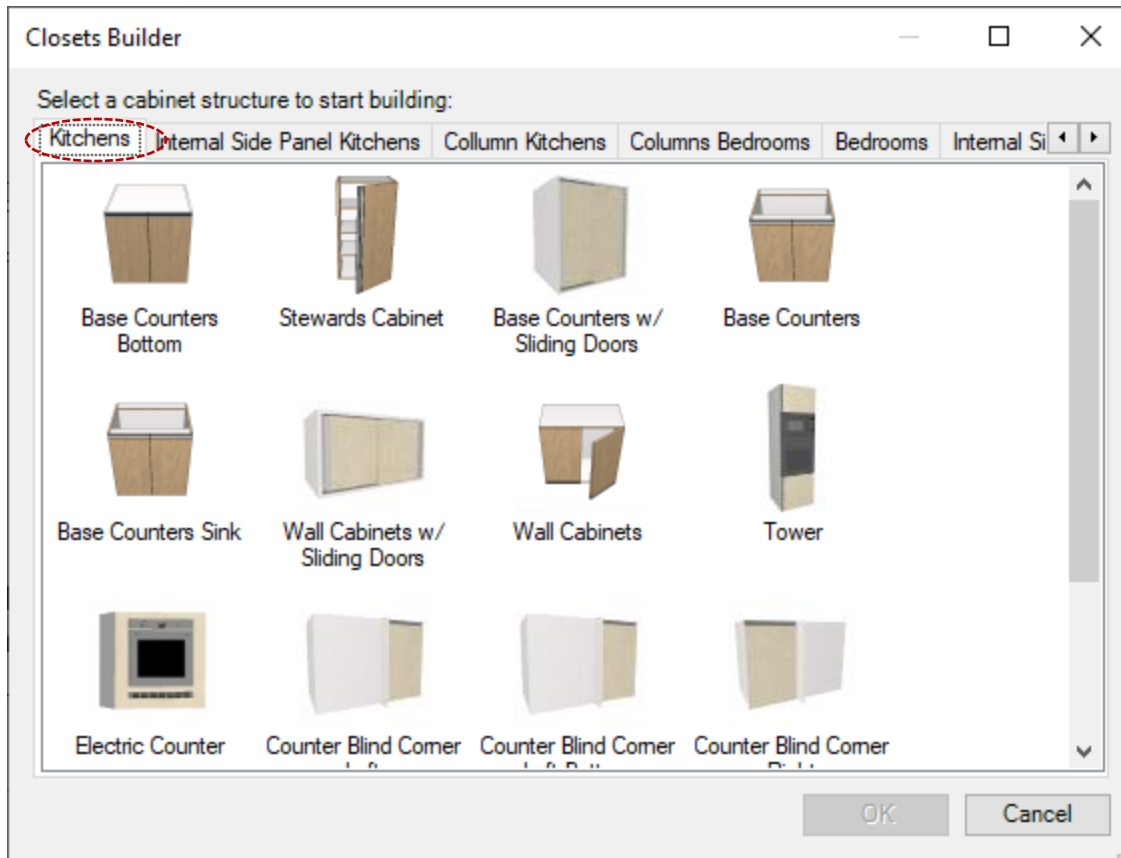 Closets Builder
Select a cabinet structure to start building:
Kitchens Internal Side Panel Kitchens Collumn Kitchens Columns Bedrooms Bedrooms Internal Si
Base Counters Bottom
Stewards Cabinet
Base Counters w/ Sliding Doors
Base Counters
Base Counters Sink
Wall Cabinets w/ Sliding Doors
Wall Cabinets
Tower
Electric Counter
Counter Blind Corner
Counter Blind Corner
Counter Blind Corner
OK Cancel